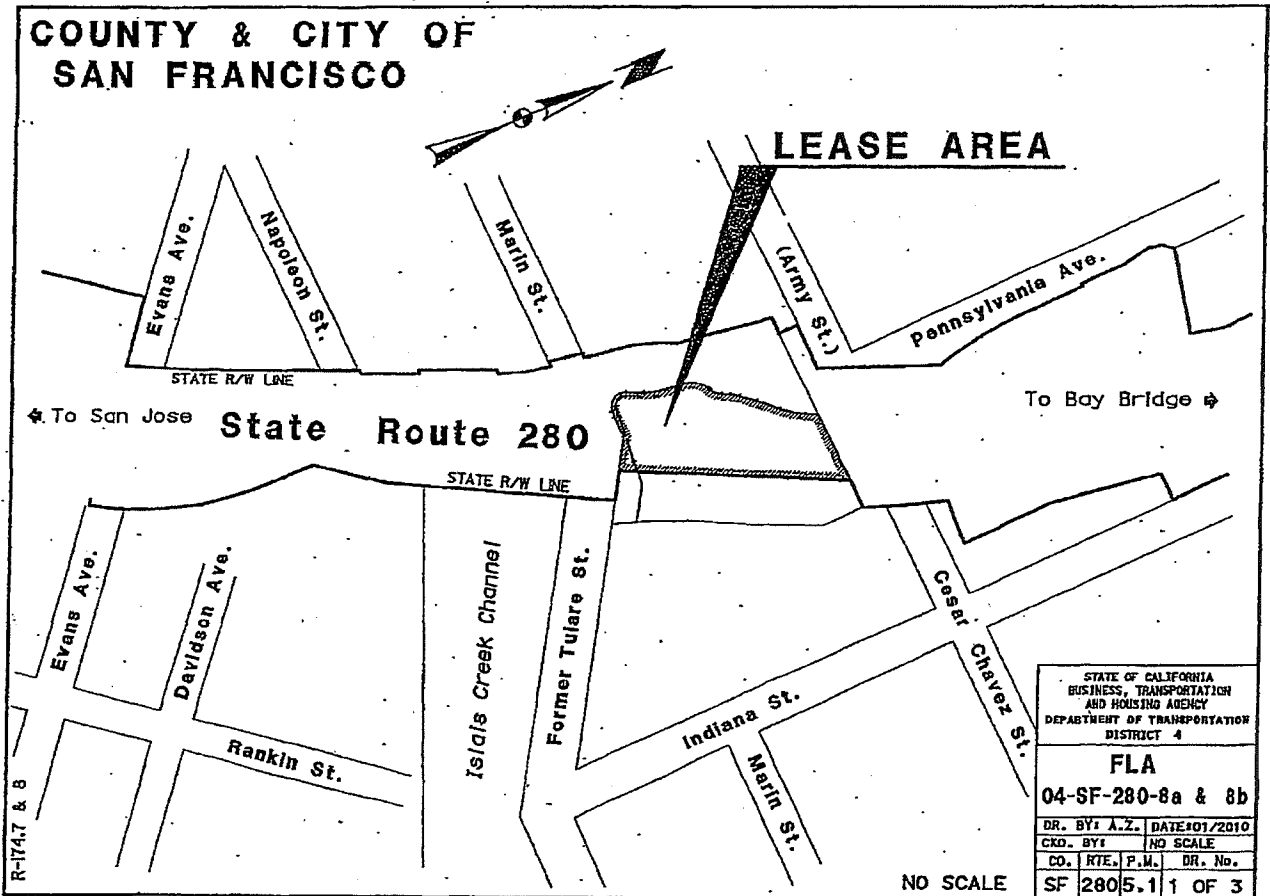 COUNTY & CITY OF
SAN FRANCISCO
LEASE AREA
Evans Ave.
Napoleon St.
Marin St.
(Army St.)
Pennsylvania Ave.
STATE R/W LINE
To San Jose
State Route 280
To Bay Bridge
STATE R/W LINE
Evans Ave.
Davidson Ave.
Rankin St.
Islais Creek Channel
Former Tulare St.
Indiana St.
Marin St.
Cesar Chavez St.
R-174.7 & 8
NO SCALE
STATE OF CALIFORNIA
BUSINESS, TRANSPORTATION
AND HOUSING AGENCY
DEPARTMENT OF TRANSPORTATION
DISTRICT 4
FLA
04-SF-280-8a & 8b
DR. BY: A.Z. DATE:01/2010
CKD. BY: NO SCALE
CO. RTE. P.M. DR. No.
SF 280 5.1 1 OF 3